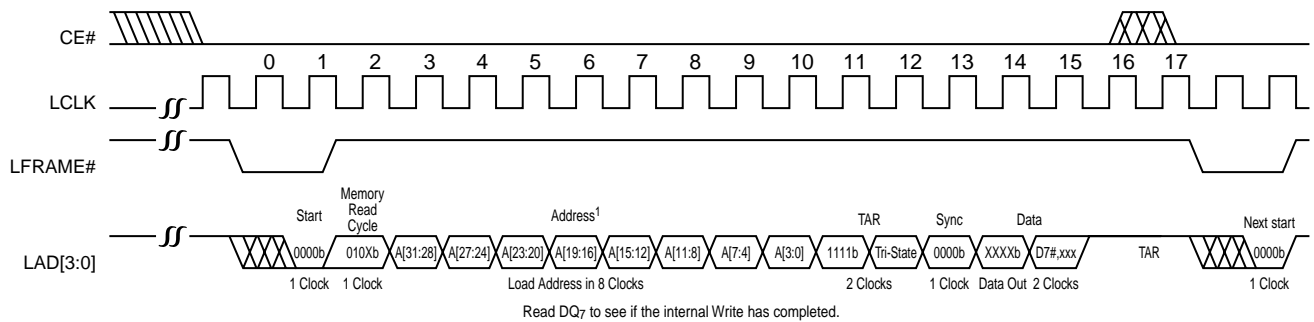 CE#
0 1 2 3 4 5 6 7 8 9 10 11 12 13 14 15 16 17
LCLK
LFRAME#
Memory
Start Read Address1 TAR Sync Data Next start
Cycle
LAD[3:0] 0000b 010Xb A[31:28] A[27:24] A[23:20] A[19:16] A[15:12] A[11:8] A[7:4] A[3:0] 1111b Tri-State 0000b XXXXb D7#,xxx TAR 0000b
1 Clock 1 Clock Load Address in 8 Clocks 2 Clocks 1 Clock Data Out 2 Clocks 1 Clock
Read DQ7 to see if the internal Write has completed.